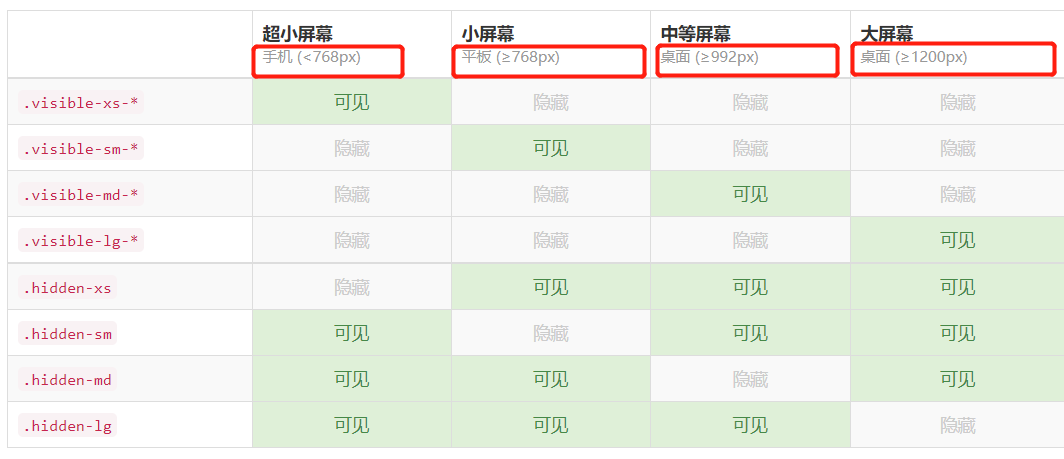 超小屏幕 小屏幕 中等屏幕 大屏幕
手机 (<768px) 平板 (≥768px) 桌面 (≥992px) 桌面 (≥1200px)
.visible-xs-* 可见 隐藏 隐藏 隐藏
.visible-sm-* 隐藏 可见 隐藏 隐藏
.visible-md-* 隐藏 隐藏 可见 隐藏
.visible-lg-* 隐藏 隐藏 隐藏 可见
.hidden-xs 隐藏 可见 可见 可见
.hidden-sm 可见 隐藏 可见 可见
.hidden-md 可见 可见 隐藏 可见
.hidden-lg 可见 可见 可见 隐藏